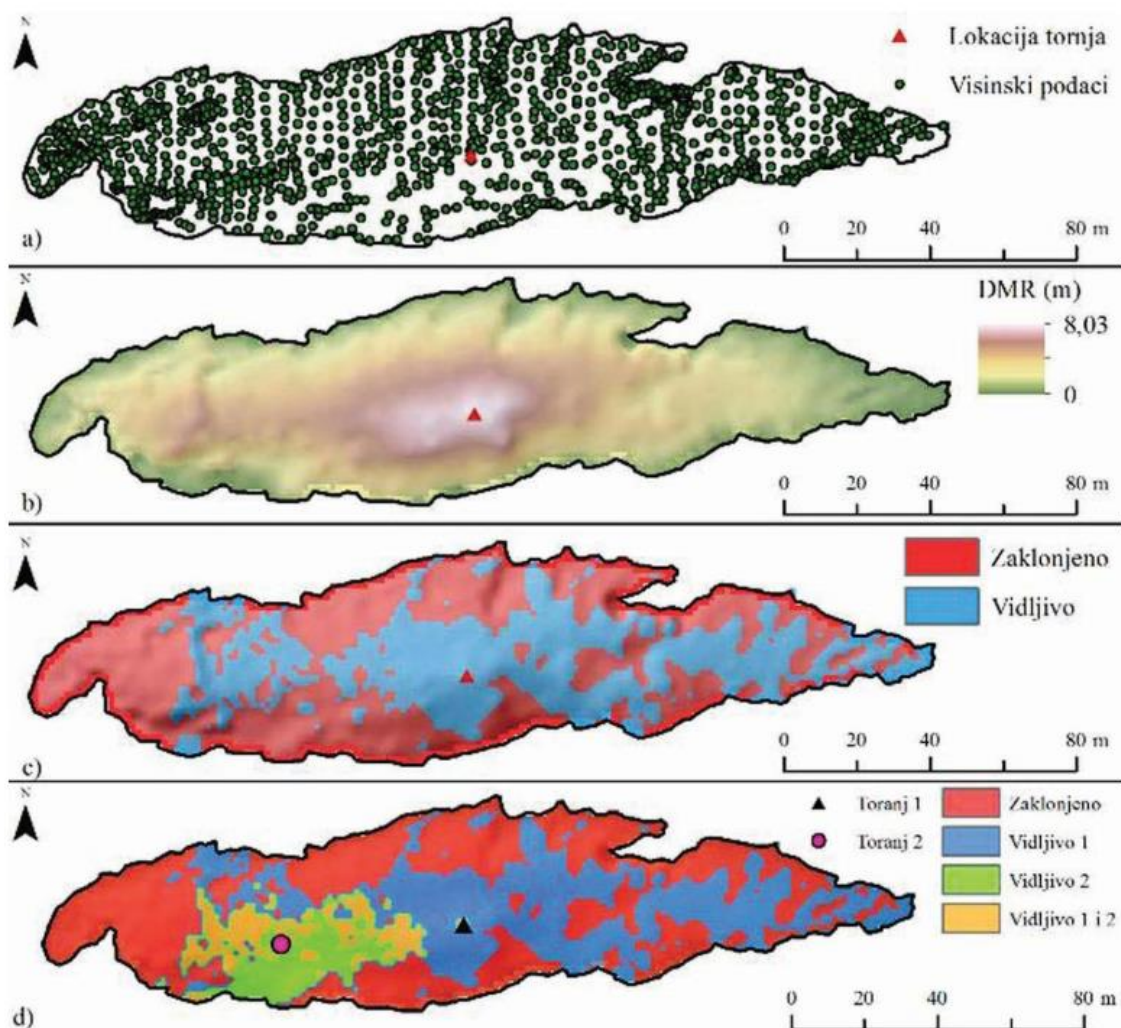 N
Lokacija tornja
Visinski podaci
a)
0 20 40 80 m
N
DMR (m)
8,03
0
b)
0 20 40 80 m
N
Zaklonjeno
Vidljivo
c)
0 20 40 80 m
N
Toranj 1
Toranj 2
Zaklonjeno
Vidljivo 1
Vidljivo 2
Vidljivo 1 i 2
d)
0 20 40 80 m